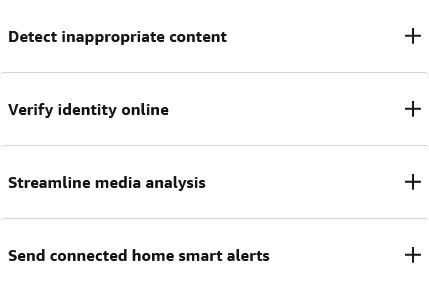 Detect inappropriate content
Verify identity online
Streamline media analysis
Send connected home smart alerts